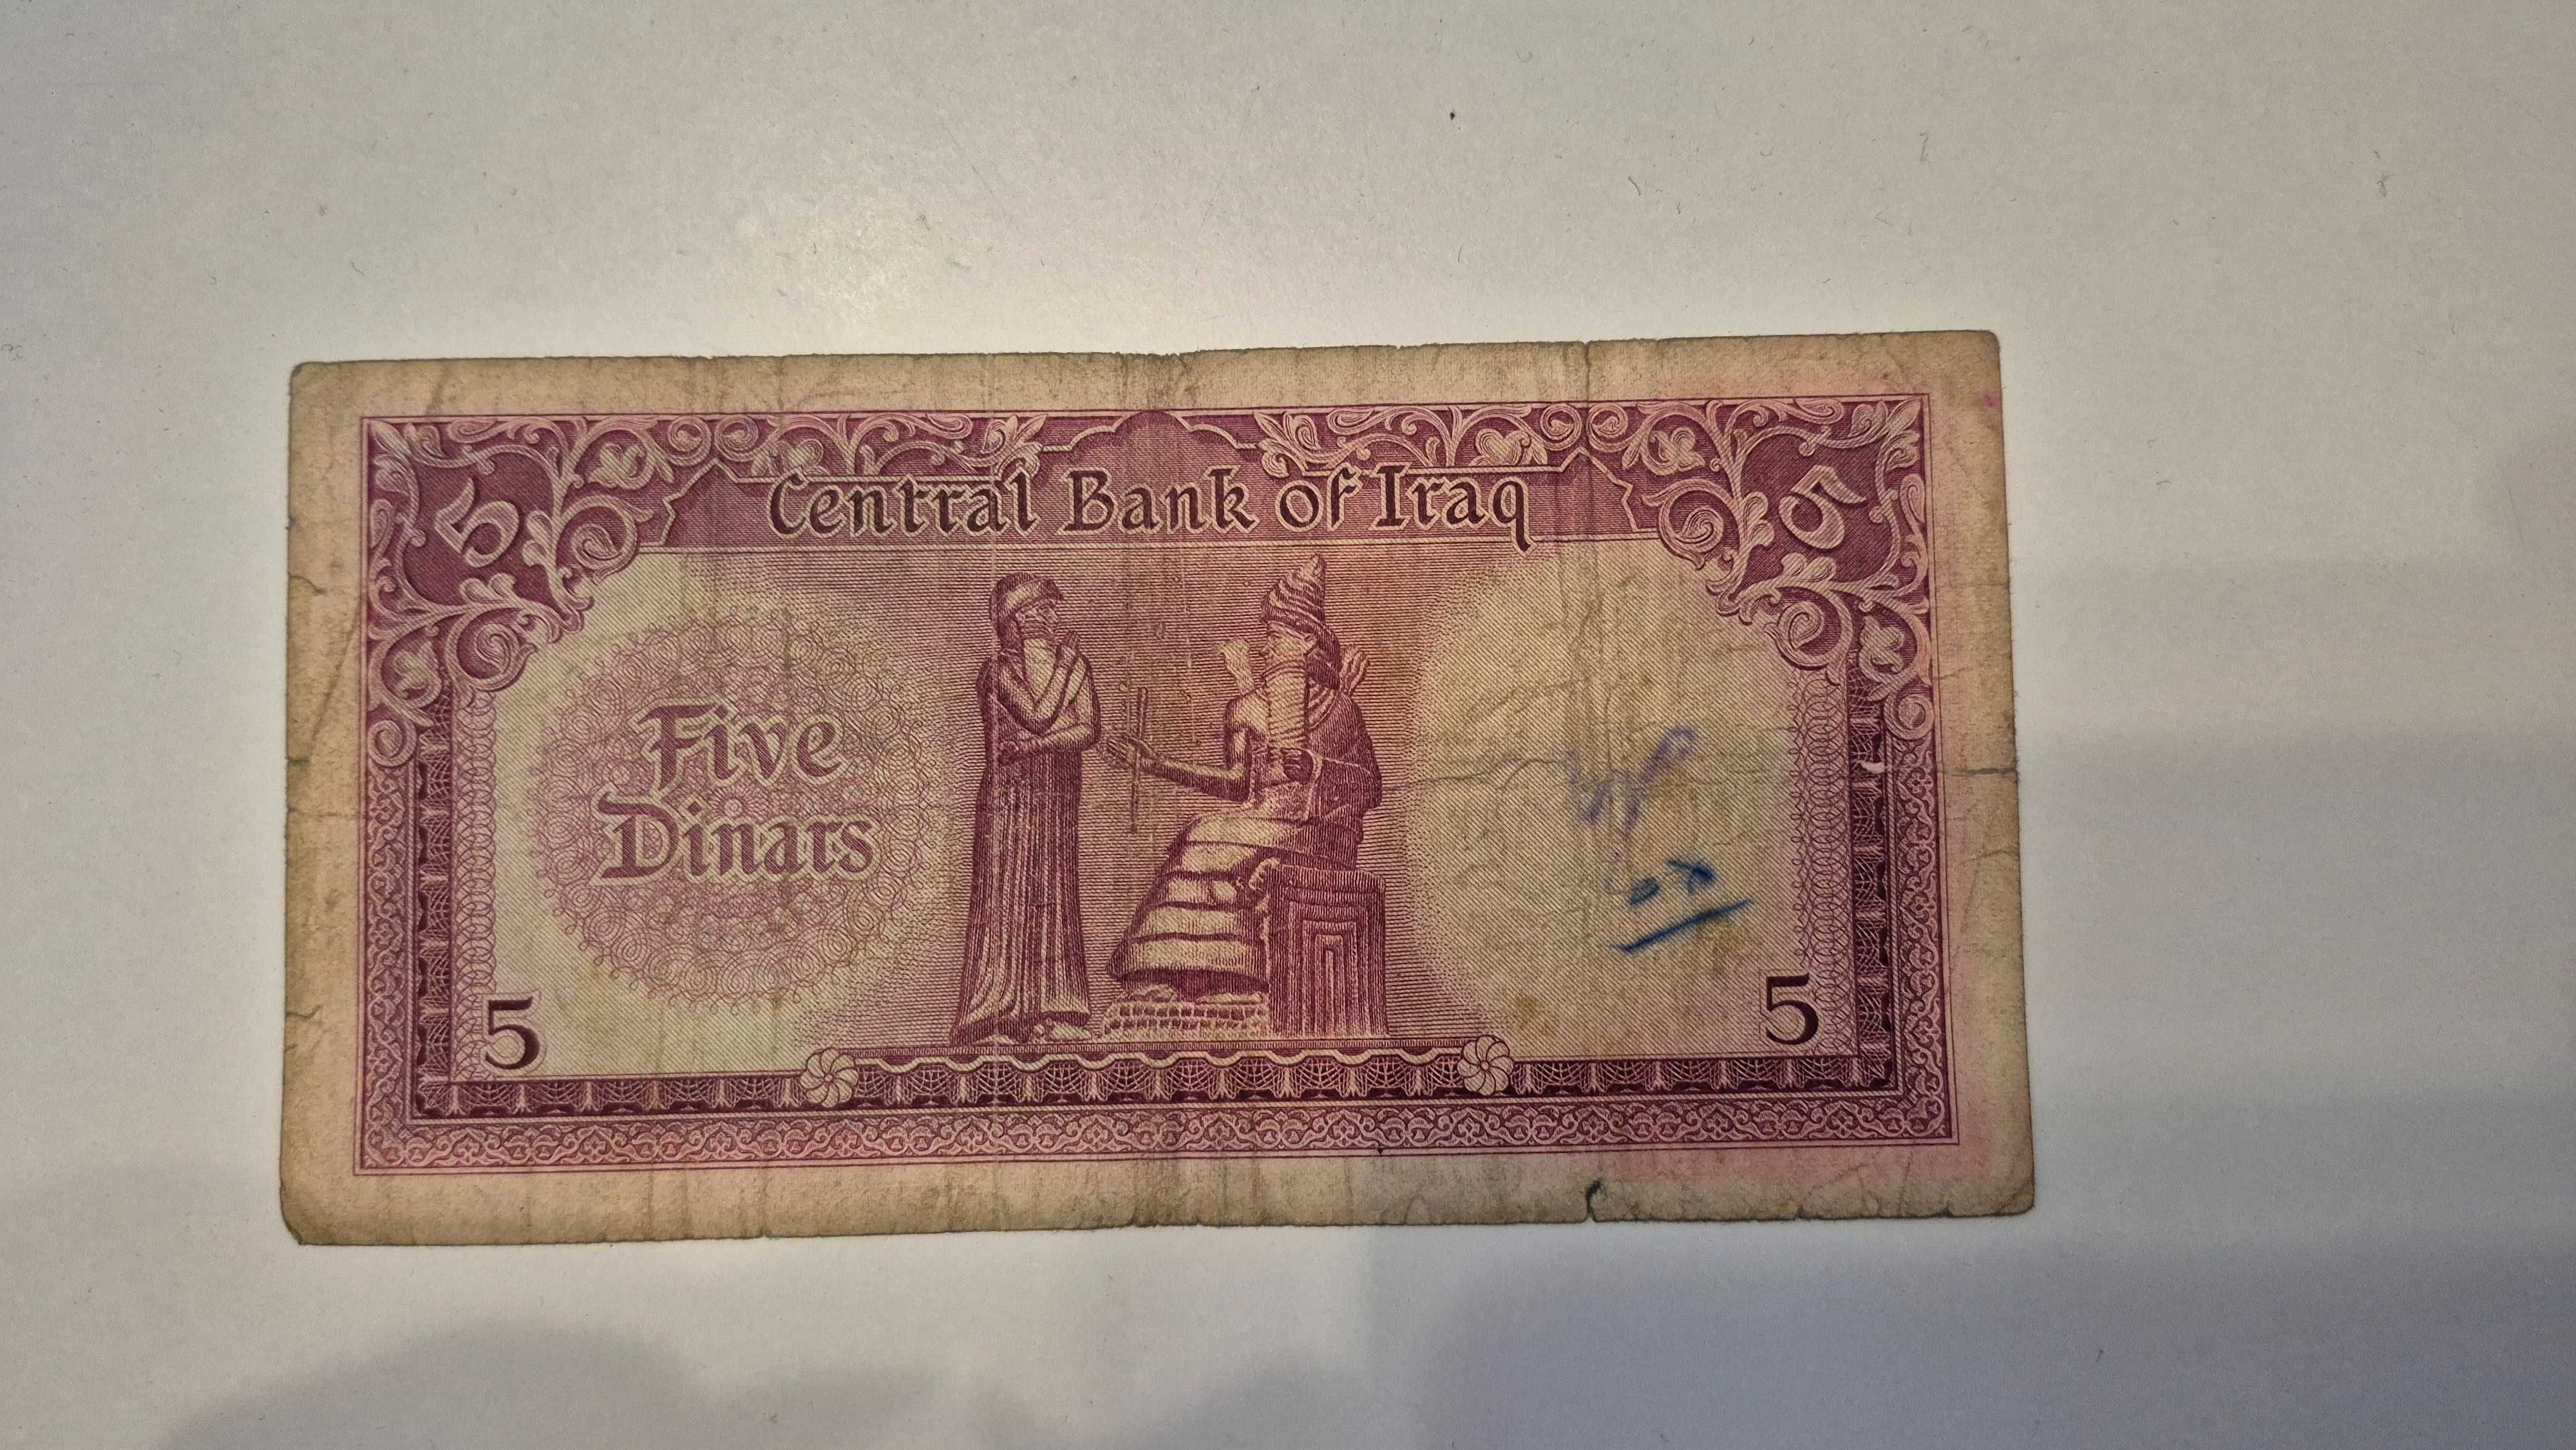 5 5
Central Bank of Iraq
Five
Dinars
5 5